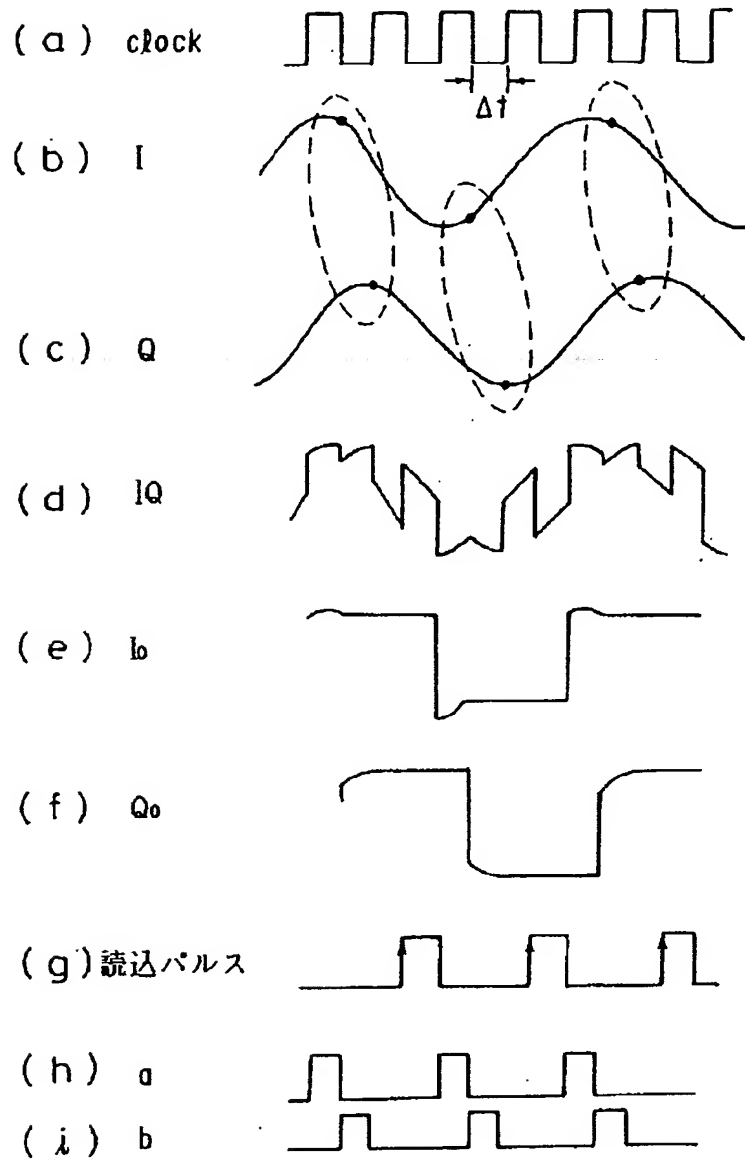 (a) clock
Δt
(b) I
(c) Q
(d) IQ
(e) Io
(f) Qo
(g) 読込パルス
(h) a
(i) b